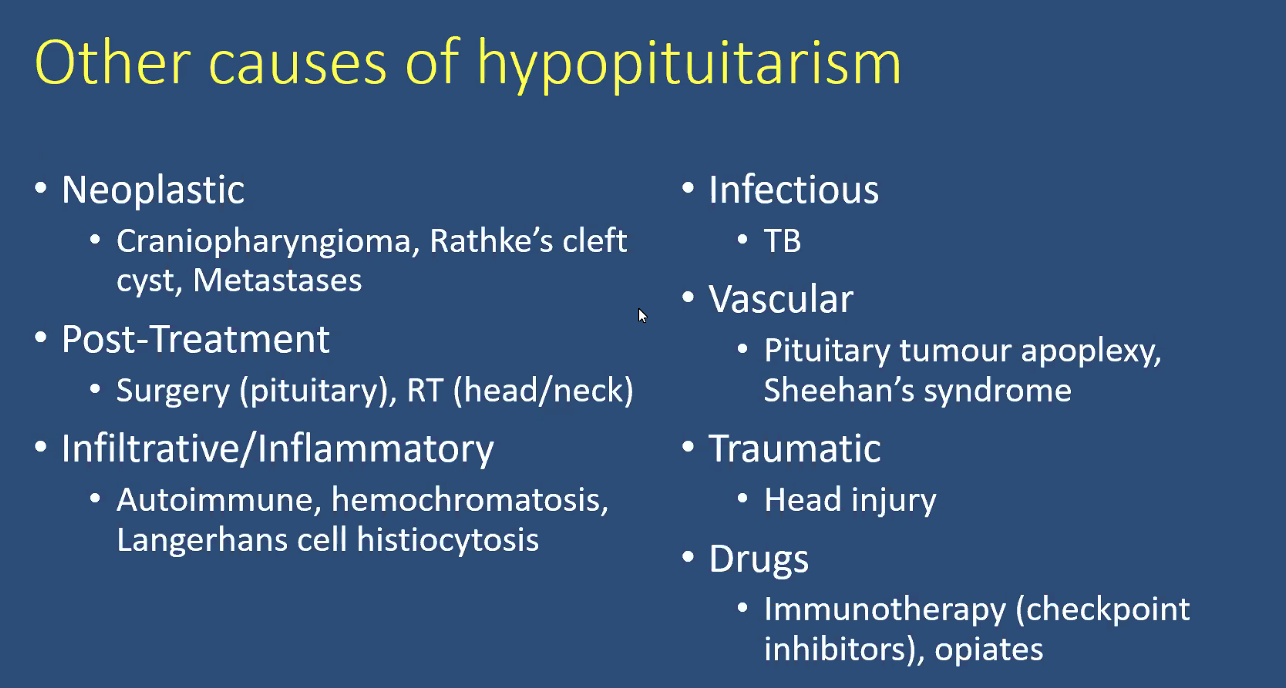 Other causes of hypopituitarism
• Neoplastic
• Craniopharyngioma, Rathke’s cleft
cyst, Metastases
• Post-Treatment
• Surgery (pituitary), RT (head/neck)
• Infiltrative/Inflammatory
• Autoimmune, hemochromatosis,
Langerhans cell histiocytosis
• Infectious
• TB
• Vascular
• Pituitary tumour apoplexy,
Sheehan’s syndrome
• Traumatic
• Head injury
• Drugs
• Immunotherapy (checkpoint
inhibitors), opiates